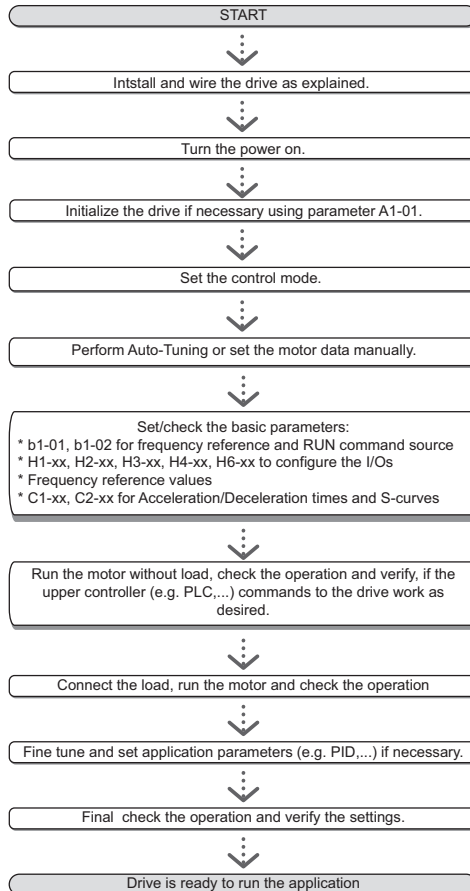 START
Intstall and wire the drive as explained.
Turn the power on.
Initialize the drive if necessary using parameter A1-01.
Set the control mode.
Perform Auto-Tuning or set the motor data manually.
Set/check the basic parameters:
* b1-01, b1-02 for frequency reference and RUN command source
* H1-xx, H2-xx, H3-xx, H4-xx, H6-xx to configure the I/Os
* Frequency reference values
* C1-xx, C2-xx for Acceleration/Deceleration times and S-curves
Run the motor without load, check the operation and verify, if the
upper controller (e.g. PLC,...) commands to the drive work as
desired.
Connect the load, run the motor and check the operation
Fine tune and set application parameters (e.g. PID,...) if necessary.
Final check the operation and verify the settings.
Drive is ready to run the application